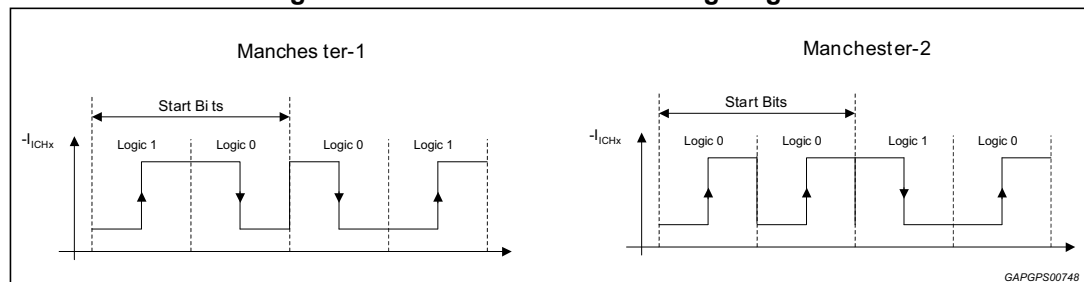 Manches ter-1
Start Bi ts
-I_ICHx
Logic 1
Logic 0
Logic 0
Logic 1
Manchester-2
Start Bits
-I_ICHx
Logic 0
Logic 0
Logic 1
Logic 0
GAPGPS00748